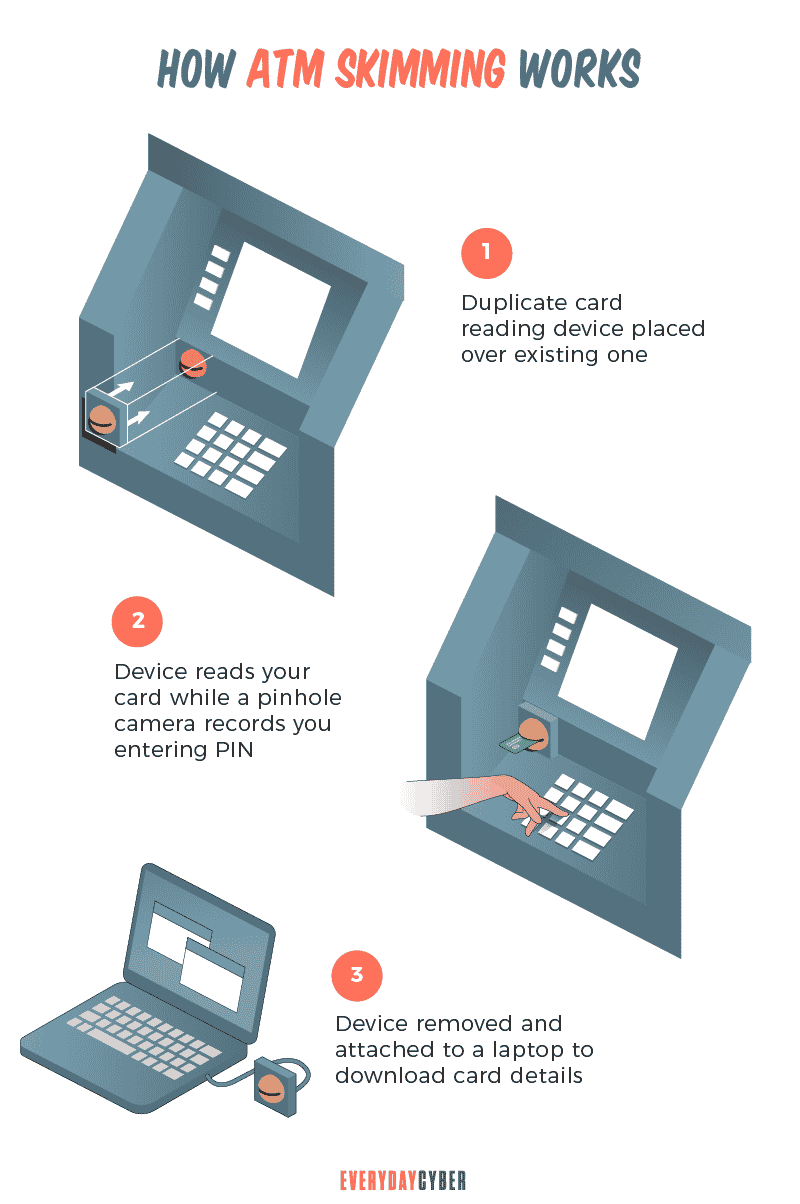 HOW ATM SKIMMING WORKS
1
Duplicate card
reading device placed
over existing one
2
Device reads your
card while a pinhole
camera records you
entering PIN
3
Device removed and
attached to a laptop to
download card details
EVERYDAYCYBER